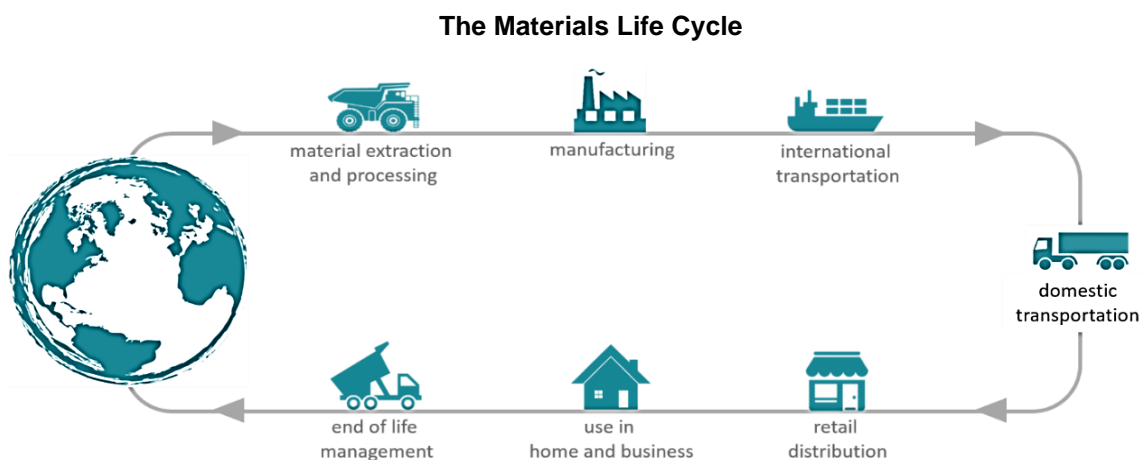 The Materials Life Cycle
material extraction
and processing
manufacturing
international
transportation
domestic
transportation
retail
distribution
use in
home and business
end of life
management